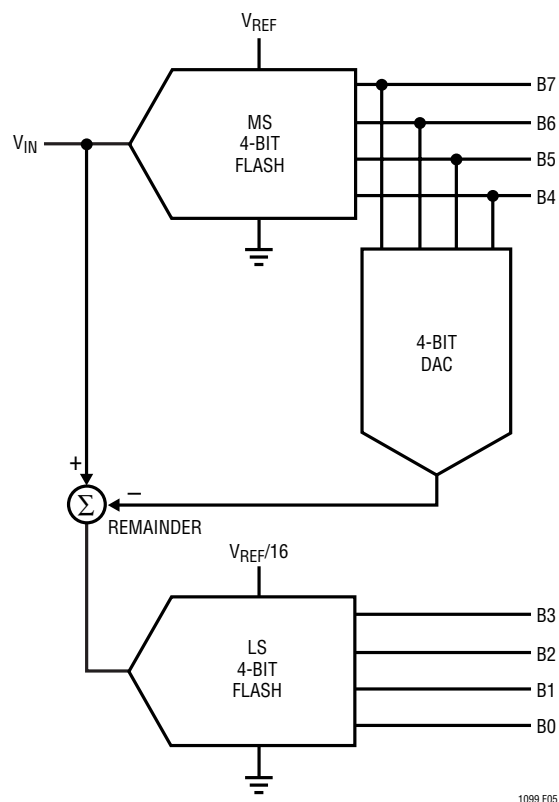 VREF
VIN
MS
4-BIT
FLASH
B7
B6
B5
B4
4-BIT
DAC
+
–
Σ
REMAINDER
VREF/16
LS
4-BIT
FLASH
B3
B2
B1
B0
1099 F05